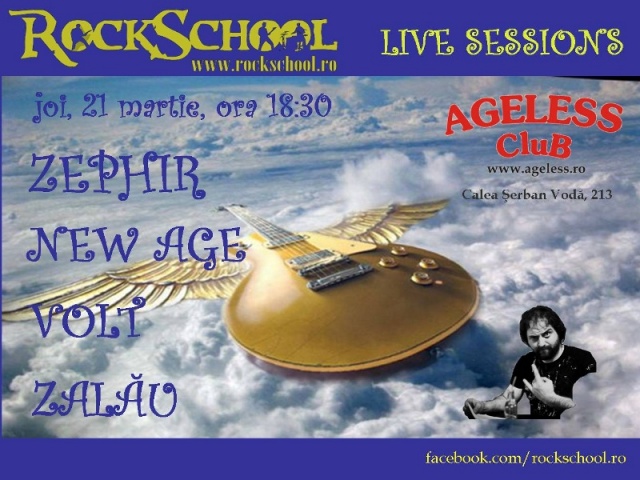 ROCKSCHOOL
www.rockschool.ro
LIVE SESSIONS
joi, 21 martie, ora 18:30
AGELESS
CluB
www.ageless.ro
Calea Șerban Vodă, 213
ZEPHIR
NEW AGE
VOLT
ZALĂU
facebook.com/rockschool.ro